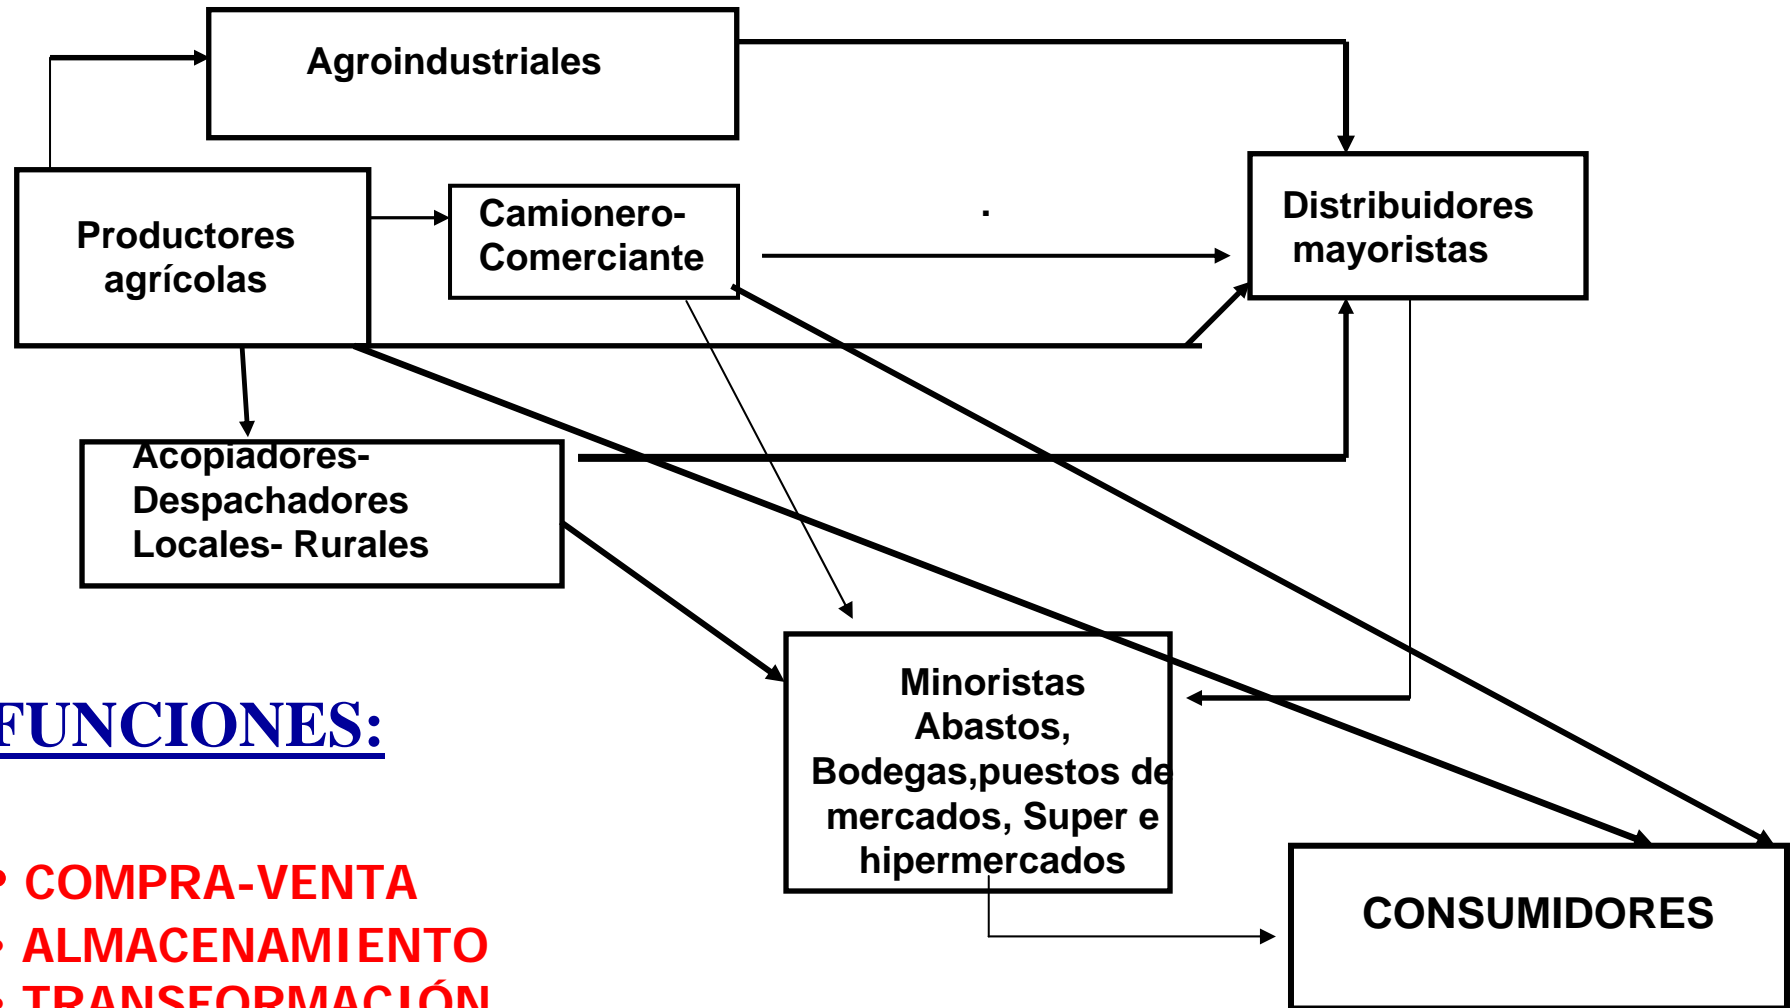 Agroindustriales
Productores
agrícolas
Camionero-
Comerciante
.
Distribuidores
mayoristas
Acopiadores-
Despachadores
Locales- Rurales
Minoristas
Abastos,
Bodegas,puestos de
mercados, Super e
hipermercados
CONSUMIDORES
FUNCIONES:
• COMPRA-VENTA
• ALMACENAMIENTO
• TRANSFORMACIÓN